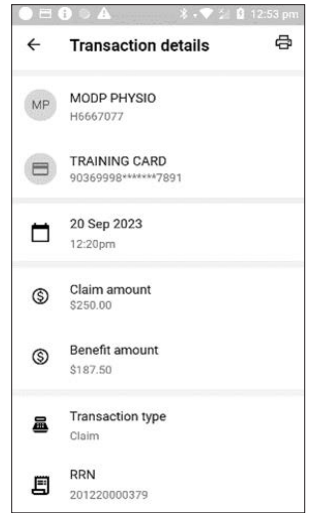 12:53 pm
Transaction details
MP
MODP PHYSIO
H6667077
TRAINING CARD
90369998*******7891
20 Sep 2023
12:20pm
Claim amount
$250.00
Benefit amount
$187.50
Transaction type
Claim
RRN
201220000379